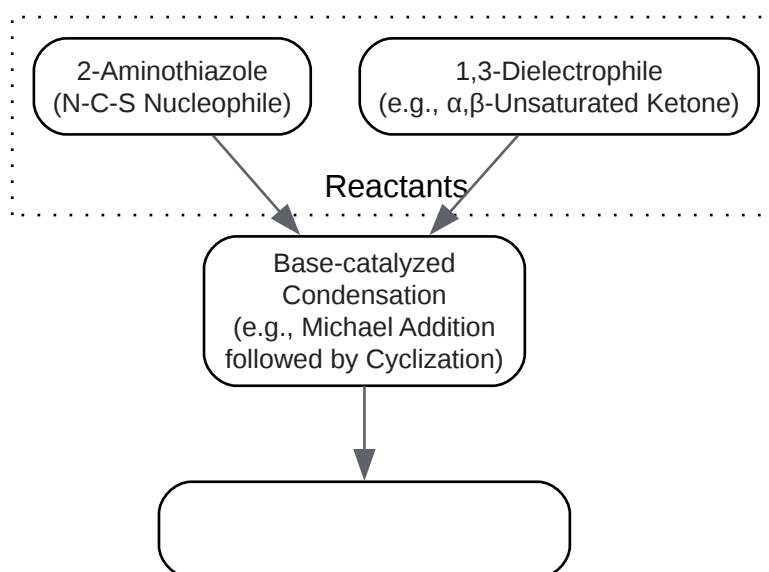 2-Aminothiazole
(N-C-S Nucleophile)
1,3-Dielectrophile
(e.g., α,β-Unsaturated Ketone)
Reactants
Base-catalyzed
Condensation
(e.g., Michael Addition
followed by Cyclization)